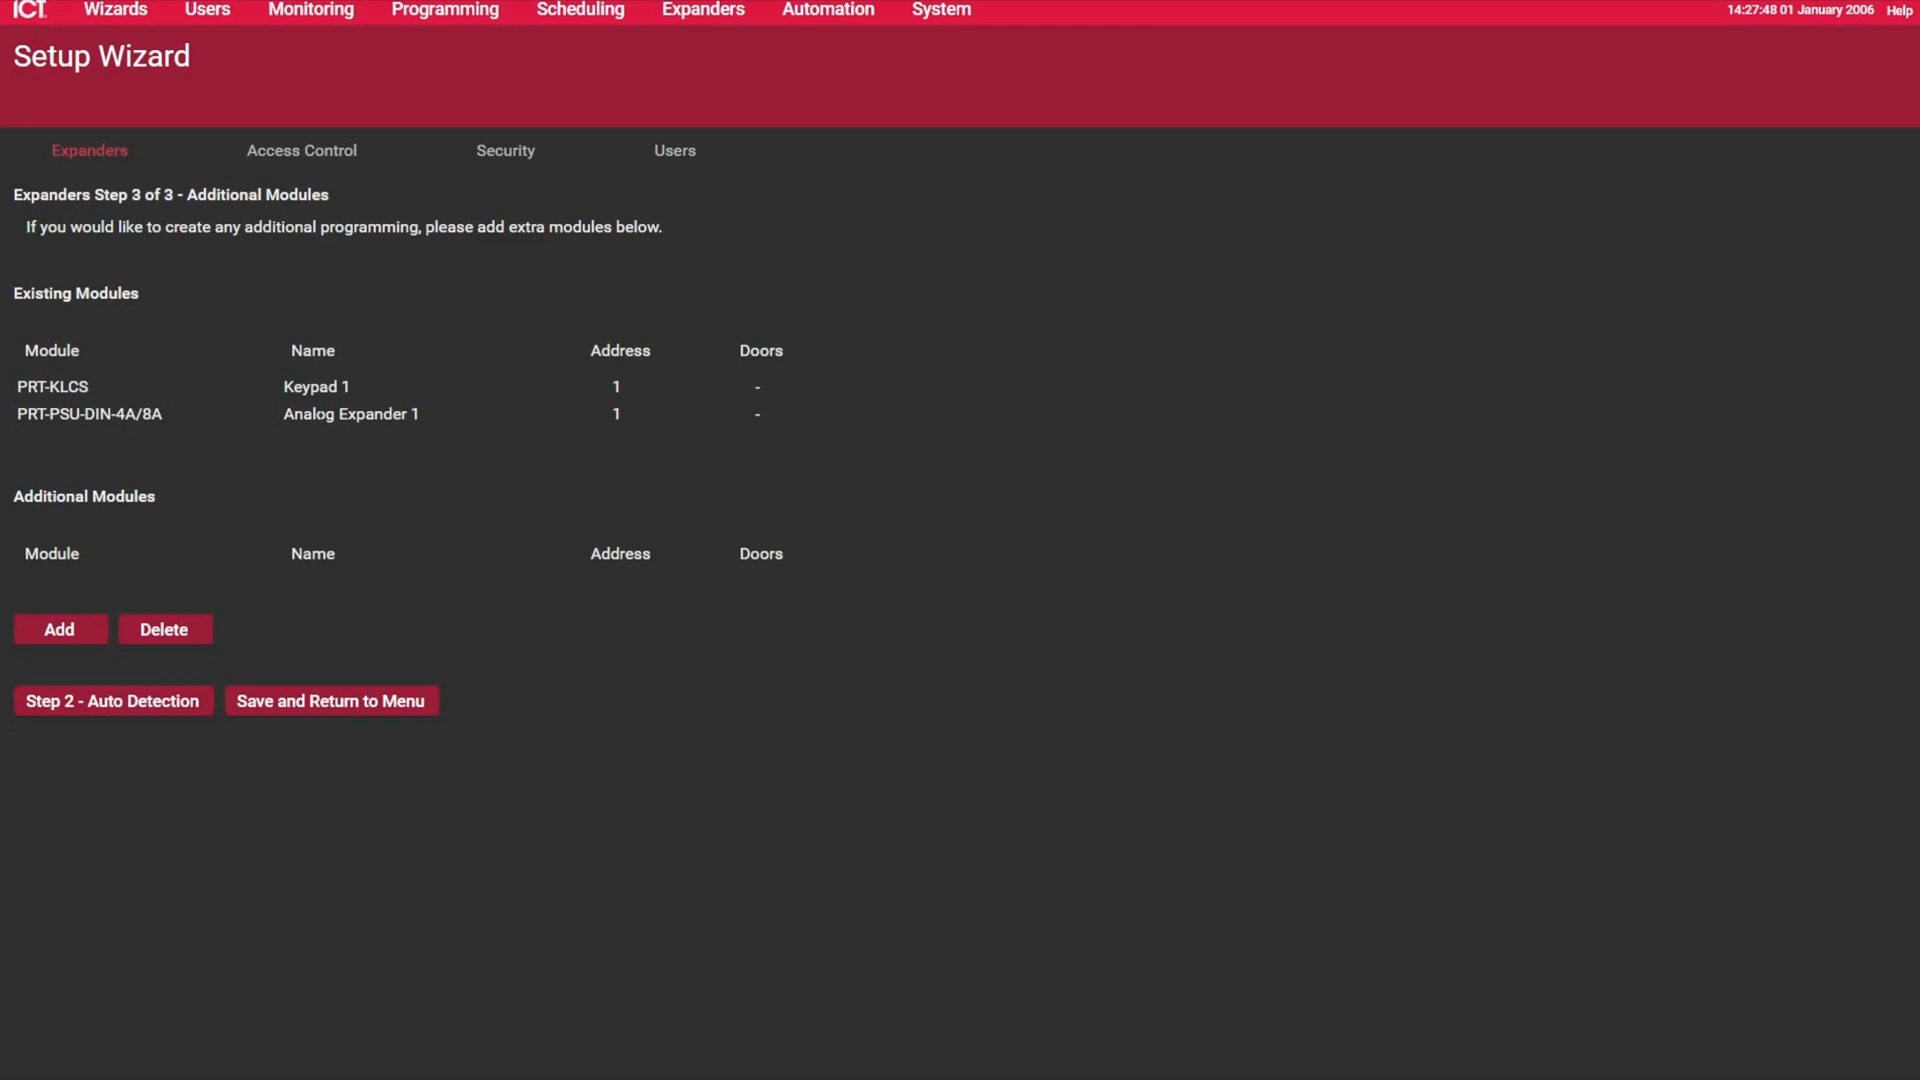 ICT Wizards Users Monitoring Programming Scheduling Expanders Automation System 14:27:48 01 January 2006 Help
Setup Wizard
Expanders Access Control Security Users
Expanders Step 3 of 3 - Additional Modules
If you would like to create any additional programming, please add extra modules below.
Existing Modules
Module Name Address Doors
PRT-KLCS Keypad 1 1 -
PRT-PSU-DIN-4A/8A Analog Expander 1 1 -
Additional Modules
Module Name Address Doors
Add Delete
Step 2 - Auto Detection Save and Return to Menu